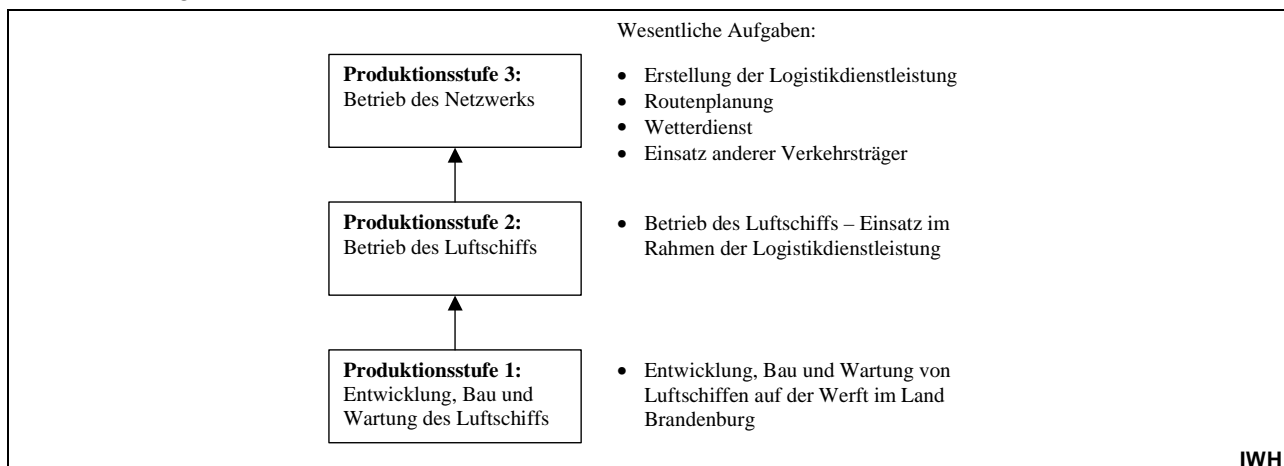 Wesentliche Aufgaben:
Produktionsstufe 3:
Betrieb des Netzwerks
• Erstellung der Logistikdienstleistung
• Routenplanung
• Wetterdienst
• Einsatz anderer Verkehrsträger
Produktionsstufe 2:
Betrieb des Luftschiffs
• Betrieb des Luftschiffs – Einsatz im
Rahmen der Logistikdienstleistung
Produktionsstufe 1:
Entwicklung, Bau und
Wartung des Luftschiffs
• Entwicklung, Bau und Wartung von
Luftschiffen auf der Werft im Land
Brandenburg
IWH